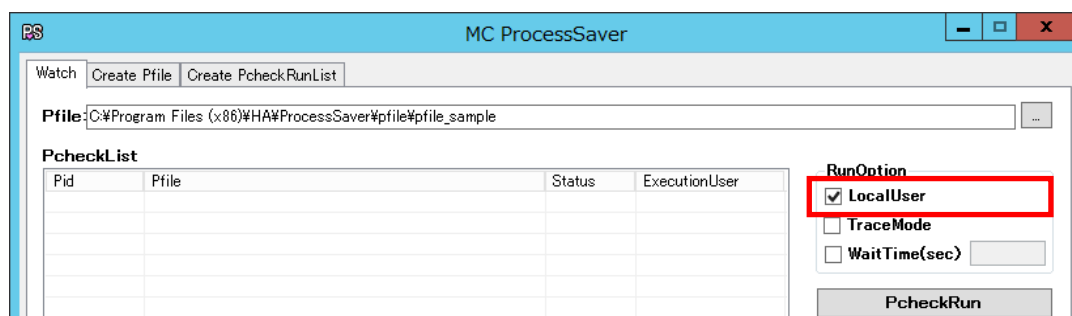 PS MC ProcessSaver
Watch Create Pfile Create PcheckRunList
Pfile: C:¥Program Files (x86)¥HA¥ProcessSaver¥pfile¥pfile_sample ...
PcheckList
Pid Pfile Status ExecutionUser
RunOption
LocalUser
TraceMode
WaitTime(sec)
PcheckRun